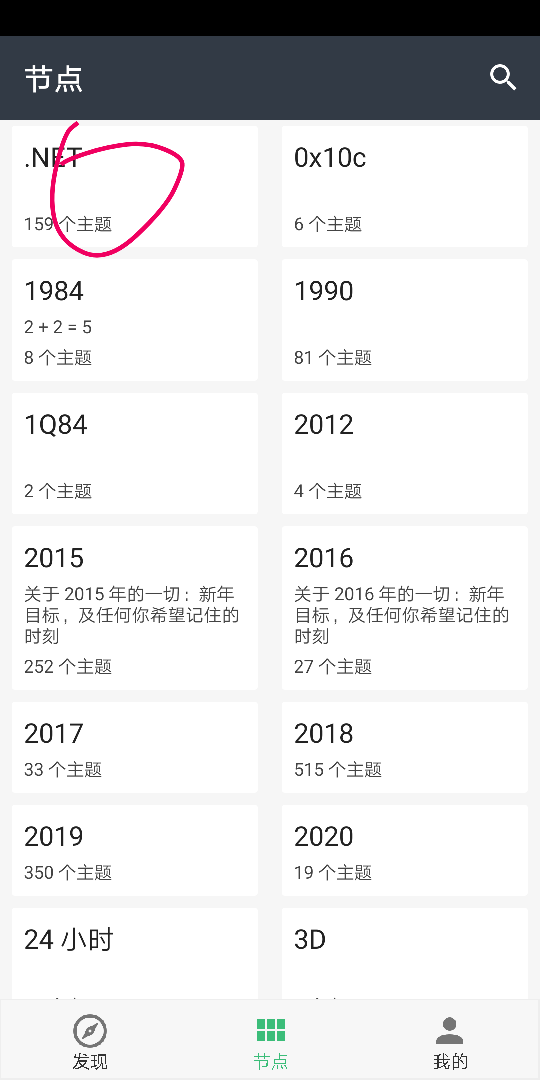 节点
.NET
159 个主题
0x10c
6 个主题
1984
2 + 2 = 5
8 个主题
1990
81 个主题
1Q84
2 个主题
2012
4 个主题
2015
关于 2015 年的一切：新年
目标，及任何你希望记住的
时刻
252 个主题
2016
关于 2016 年的一切：新年
目标，及任何你希望记住的
时刻
27 个主题
2017
33 个主题
2018
515 个主题
2019
350 个主题
2020
19 个主题
24 小时
3D
发现
节点
我的